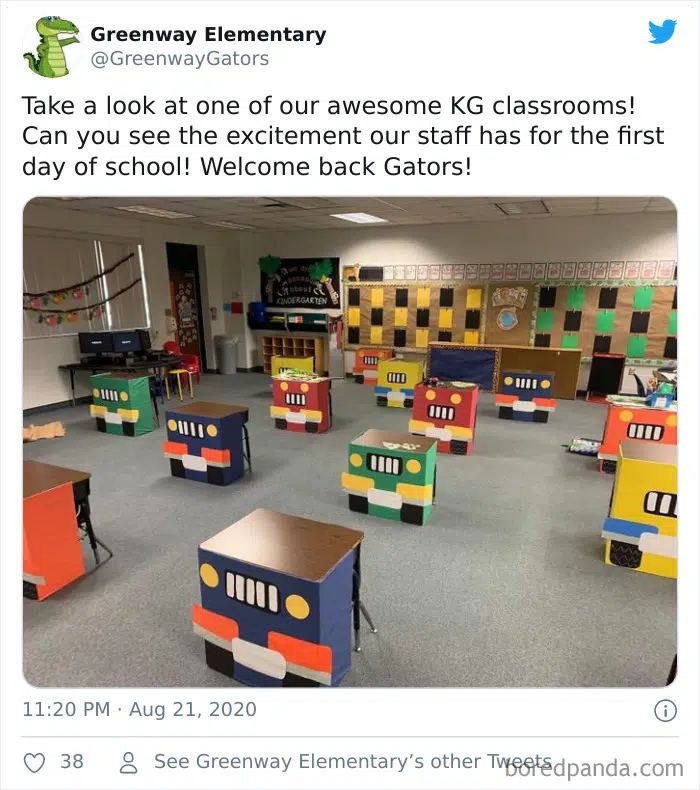 Greenway Elementary
@GreenwayGators
Take a look at one of our awesome KG classrooms!
Can you see the excitement our staff has for the first
day of school! Welcome back Gators!
KINDERGARTEN
11:20 PM · Aug 21, 2020
38
See Greenway Elementary’s other Tweets
boredpanda.com